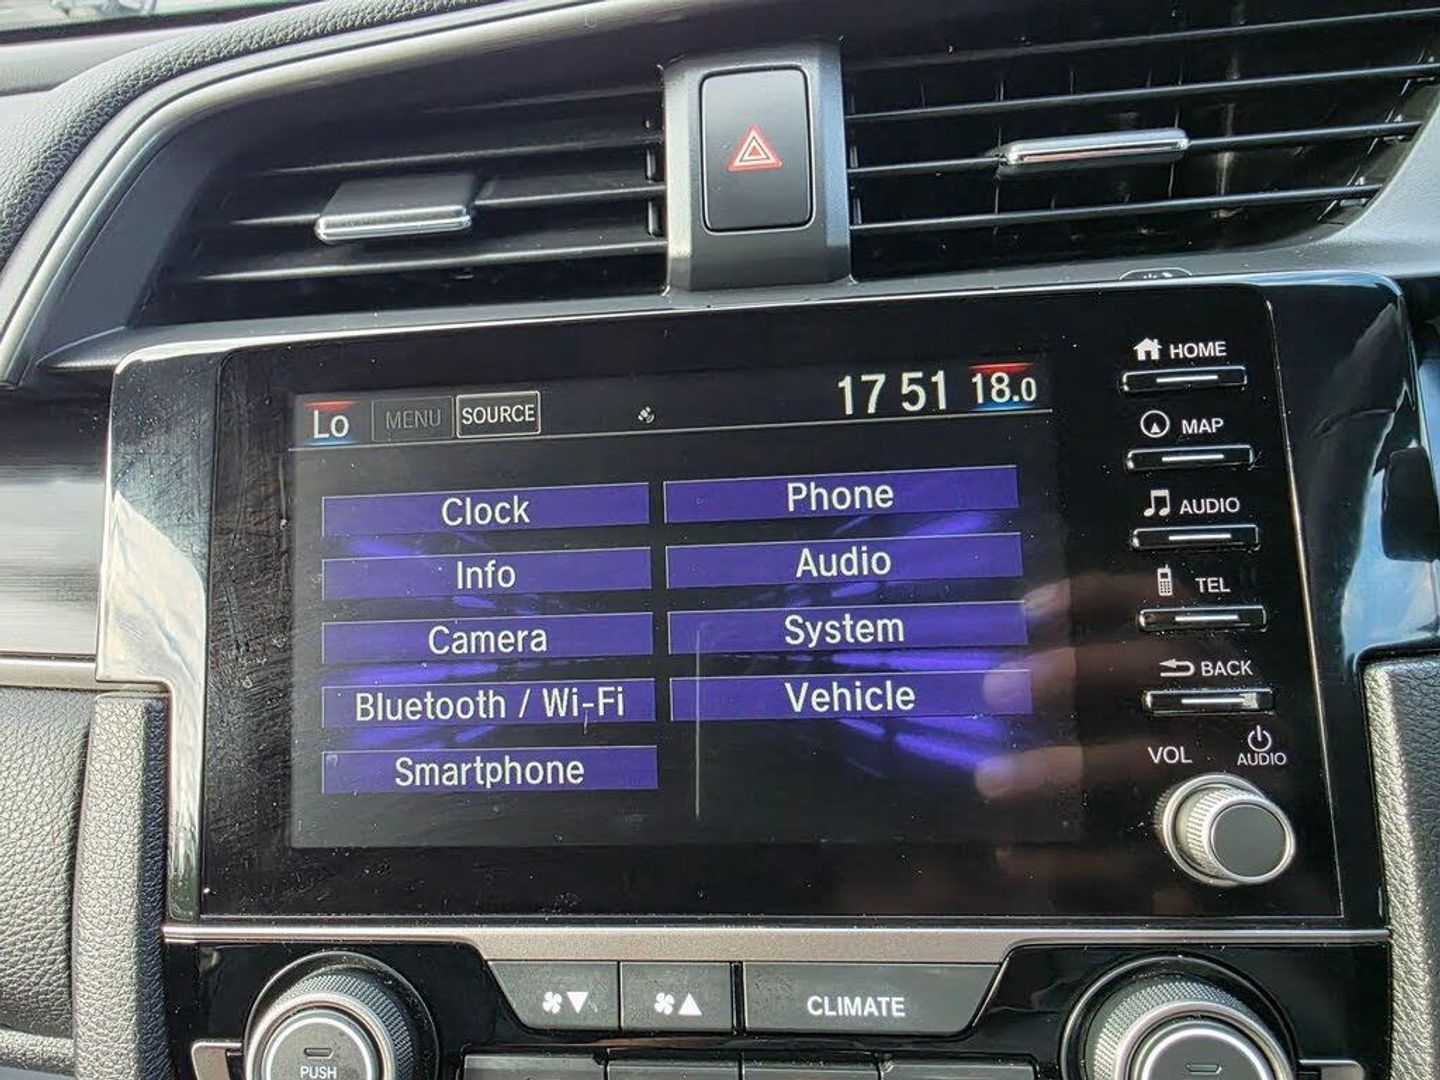 HOME
Lo MENU SOURCE 17 51 18.0
MAP
Clock Phone
AUDIO
Info Audio
TEL
Camera System
BACK
Bluetooth / Wi-Fi Vehicle
VOL AUDIO
Smartphone
CLIMATE
PUSH